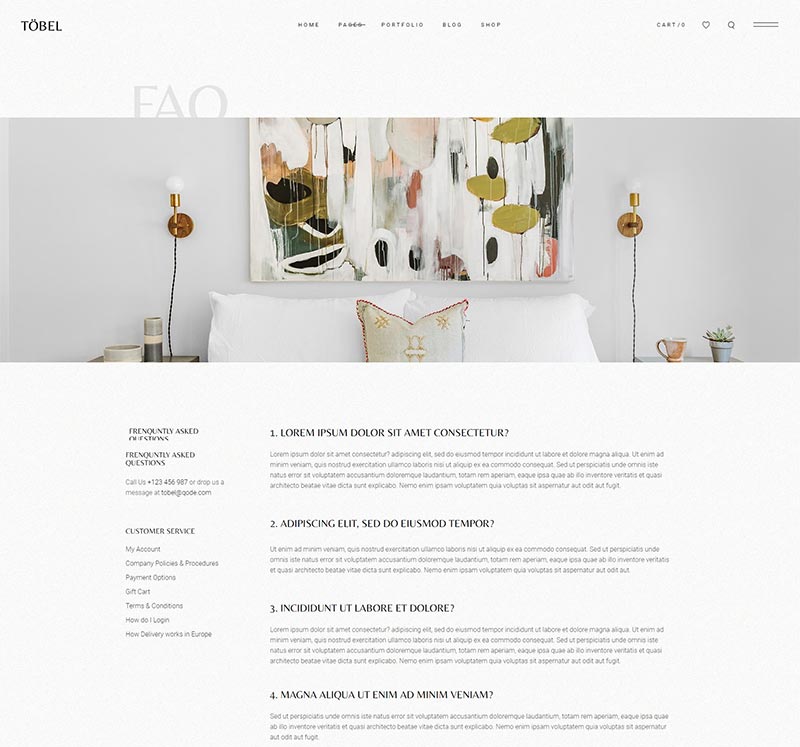 TÖBEL
HOME PAGES PORTFOLIO BLOG SHOP
CART/0
FAQ
FRENQUNTLY ASKED
QUESTIONS
FRENQUNTLY ASKED
QUESTIONS
Call Us +123 456 987 or drop us a
message at tobel@qode.com
CUSTOMER SERVICE
My Account
Company Policies & Procedures
Payment Options
Gift Cart
Terms & Conditions
How do I Login
How Delivery works in Europe
1. LOREM IPSUM DOLOR SIT AMET CONSECTETUR?
Lorem ipsum dolor sit amet consectetur? adipiscing elit, sed do eiusmod tempor incididunt ut labore et dolore magna aliqua. Ut enim ad
minim veniam, quis nostrud exercitation ullamco laboris nisi ut aliquip ex ea commodo consequat. Sed ut perspiciatis unde omnis iste
natus error sit voluptatem accusantium doloremque laudantium, totam rem aperiam, eaque ipsa quae ab illo inventore veritatis et quasi
architecto beatae vitae dicta sunt explicabo. Nemo enim ipsam voluptatem quia voluptas sit aspernatur aut odit aut fugit.
2. ADIPISCING ELIT, SED DO EIUSMOD TEMPOR?
Ut enim ad minim veniam, quis nostrud exercitation ullamco laboris nisi ut aliquip ex ea commodo consequat. Sed ut perspiciatis unde
omnis iste natus error sit voluptatem accusantium doloremque laudantium, totam rem aperiam, eaque ipsa quae ab illo inventore veritatis
et quasi architecto beatae vitae dicta sunt explicabo. Nemo enim ipsam voluptatem quia voluptas sit aspernatur aut odit aut.
3. INCIDIDUNT UT LABORE ET DOLORE?
Lorem ipsum dolor sit amet consectetur? adipiscing elit, sed do eiusmod tempor incididunt ut labore et dolore magna aliqua. Ut enim ad
minim veniam, quis nostrud exercitation ullamco laboris nisi ut aliquip ex ea commodo consequat. Sed ut perspiciatis unde omnis iste
natus error sit voluptatem accusantium doloremque laudantium, totam rem aperiam, eaque ipsa quae ab illo inventore veritatis et quasi
architecto beatae vitae dicta sunt explicabo. Nemo enim ipsam voluptatem quia voluptas sit aspernatur aut odit aut fugit.
4. MAGNA ALIQUA UT ENIM AD MINIM VENIAM?
Sed ut perspiciatis unde omnis iste natus error sit voluptatem accusantium doloremque laudantium, totam rem aperiam, eaque ipsa quae
ab illo inventore veritatis et quasi architecto beatae vitae dicta sunt explicabo. Nemo enim ipsam voluptatem quia voluptas sit aspernatur
aut odit aut fugit.